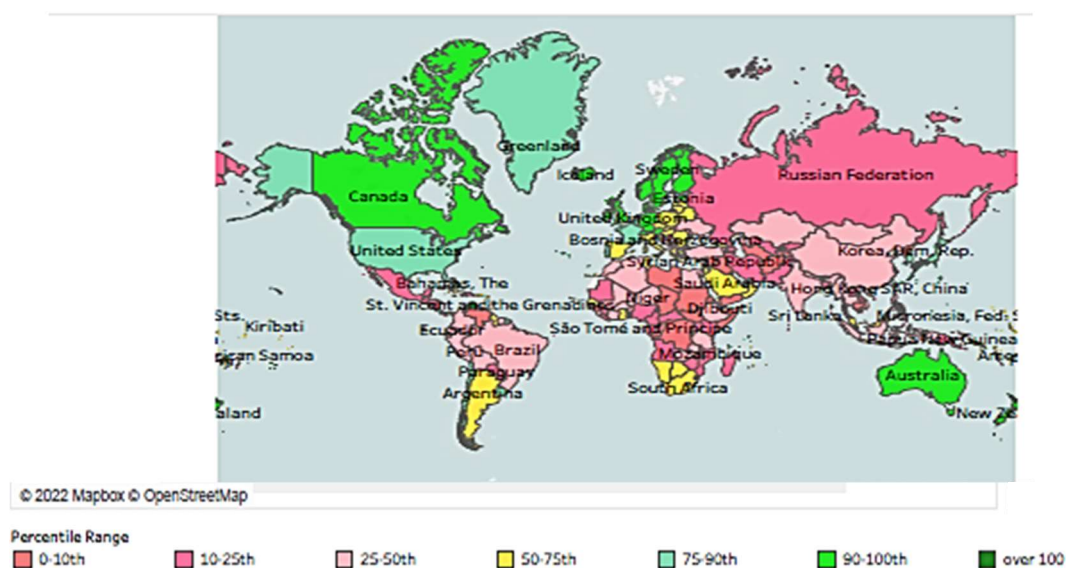 Greenland
Iceland
Sweden
Russian Federation
Canada
Estonia
United Kingdom
United States
Bosnia and Herzegovina
Korea, Dem. Rep.
Syrian Arab Republic
Bahamas, The
Niger
Saudi Arabia
Hong Kong SAR, China
St. Vincent and the Grenadines
Djibouti
Sts.
Kiribati
Ecuador
São Tomé and Príncipe
Sri Lanka
Micronesia, Fed. S
Papua New Guinea
ican Samoa
Peru
Brazil
Mozambique
Amer
Paraguay
Australia
Argentina
South Africa
aland
New Ze
© 2022 Mapbox © OpenStreetMap
Percentile Range
0-10th 10-25th 25-50th 50-75th 75-90th 90-100th over 100